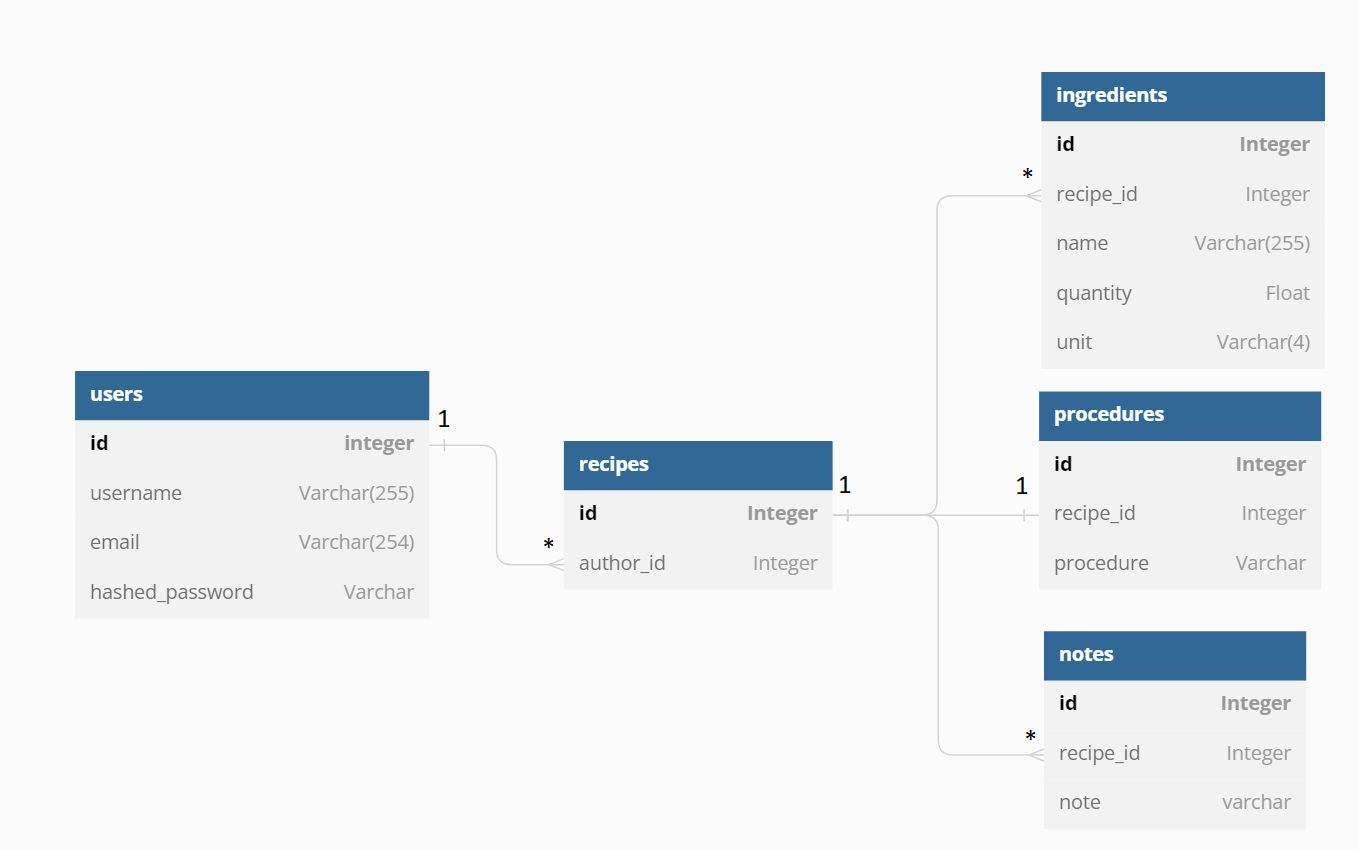 users
id integer
username Varchar(255)
email Varchar(254)
hashed_password Varchar
1
*
recipes
id Integer
author_id Integer
1
*
ingredients
id Integer
recipe_id Integer
name Varchar(255)
quantity Float
unit Varchar(4)
1
procedures
id Integer
recipe_id Integer
procedure Varchar
*
notes
id Integer
recipe_id Integer
note varchar